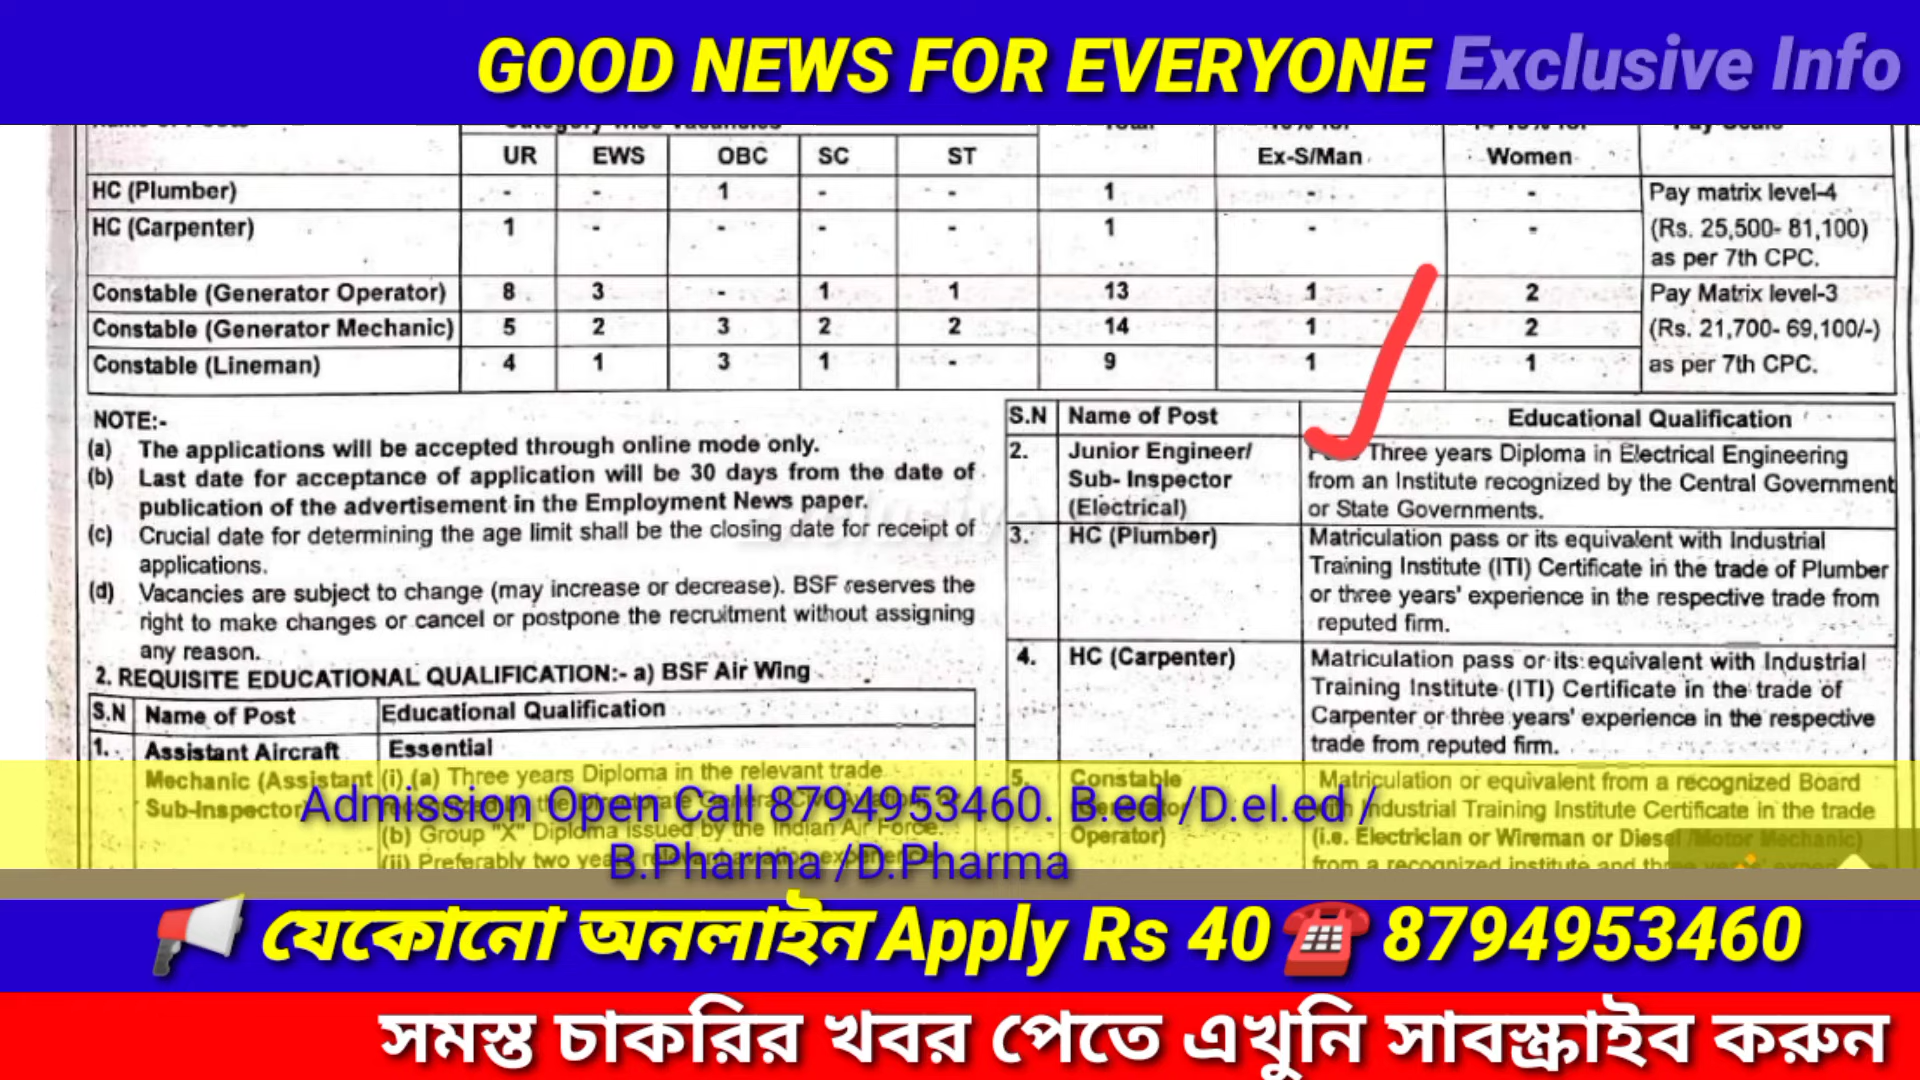 GOOD NEWS FOR EVERYONE Exclusive Info
UR EWS OBC SC ST Ex-S/Man Women
HC (Plumber) - - 1 - - 1 - - Pay matrix level-4
HC (Carpenter) 1 - - - - 1 - - (Rs. 25,500- 81,100)
as per 7th CPC.
Constable (Generator Operator) 8 3 - 1 1 13 1 2 Pay Matrix level-3
Constable (Generator Mechanic) 5 2 3 2 2 14 1 2 (Rs. 21,700- 69,100/-)
Constable (Lineman) 4 1 3 1 - 9 1 1 as per 7th CPC.
NOTE:-
(a) The applications will be accepted through online mode only.
(b) Last date for acceptance of application will be 30 days from the date of
publication of the advertisement in the Employment News paper.
(c) Crucial date for determining the age limit shall be the closing date for receipt of
applications.
(d) Vacancies are subject to change (may increase or decrease). BSF reserves the
right to make changes or cancel or postpone the recruitment without assigning
any reason.
2. REQUISITE EDUCATIONAL QUALIFICATION:- a) BSF Air Wing
S.N Name of Post Educational Qualification
1. Assistant Aircraft Essential
Mechanic (Assistant (i) (a) Three years Diploma in the relevant trade
Sub-Inspector)
(b) Group "X" Diploma issued by the Indian Air Force.
(ii) Preferably two years relevant aviation experience
S.N Name of Post Educational Qualification
2. Junior Engineer/ Three years Diploma in Electrical Engineering
Sub- Inspector from an Institute recognized by the Central Government
(Electrical) or State Governments.
3. HC (Plumber) Matriculation pass or its equivalent with Industrial
Training Institute (ITI) Certificate in the trade of Plumber
or three years' experience in the respective trade from
reputed firm.
4. HC (Carpenter) Matriculation pass or its equivalent with Industrial
Training Institute (ITI) Certificate in the trade of
Carpenter or three years' experience in the respective
trade from reputed firm.
5. Constable Matriculation or equivalent from a recognized Board
Industrial Training Institute Certificate in the trade
Operator) (i.e. Electrician or Wireman or Diesel /Motor Mechanic)
from a recognized institute and
Admission Open Call 8794953460. B.ed /D.el.ed /
B.Pharma /D.Pharma
যেকোনো অনলাইন Apply Rs 40 8794953460
সমস্ত চাকরির খবর পেতে এখুনি সাবস্ক্রাইব করুন